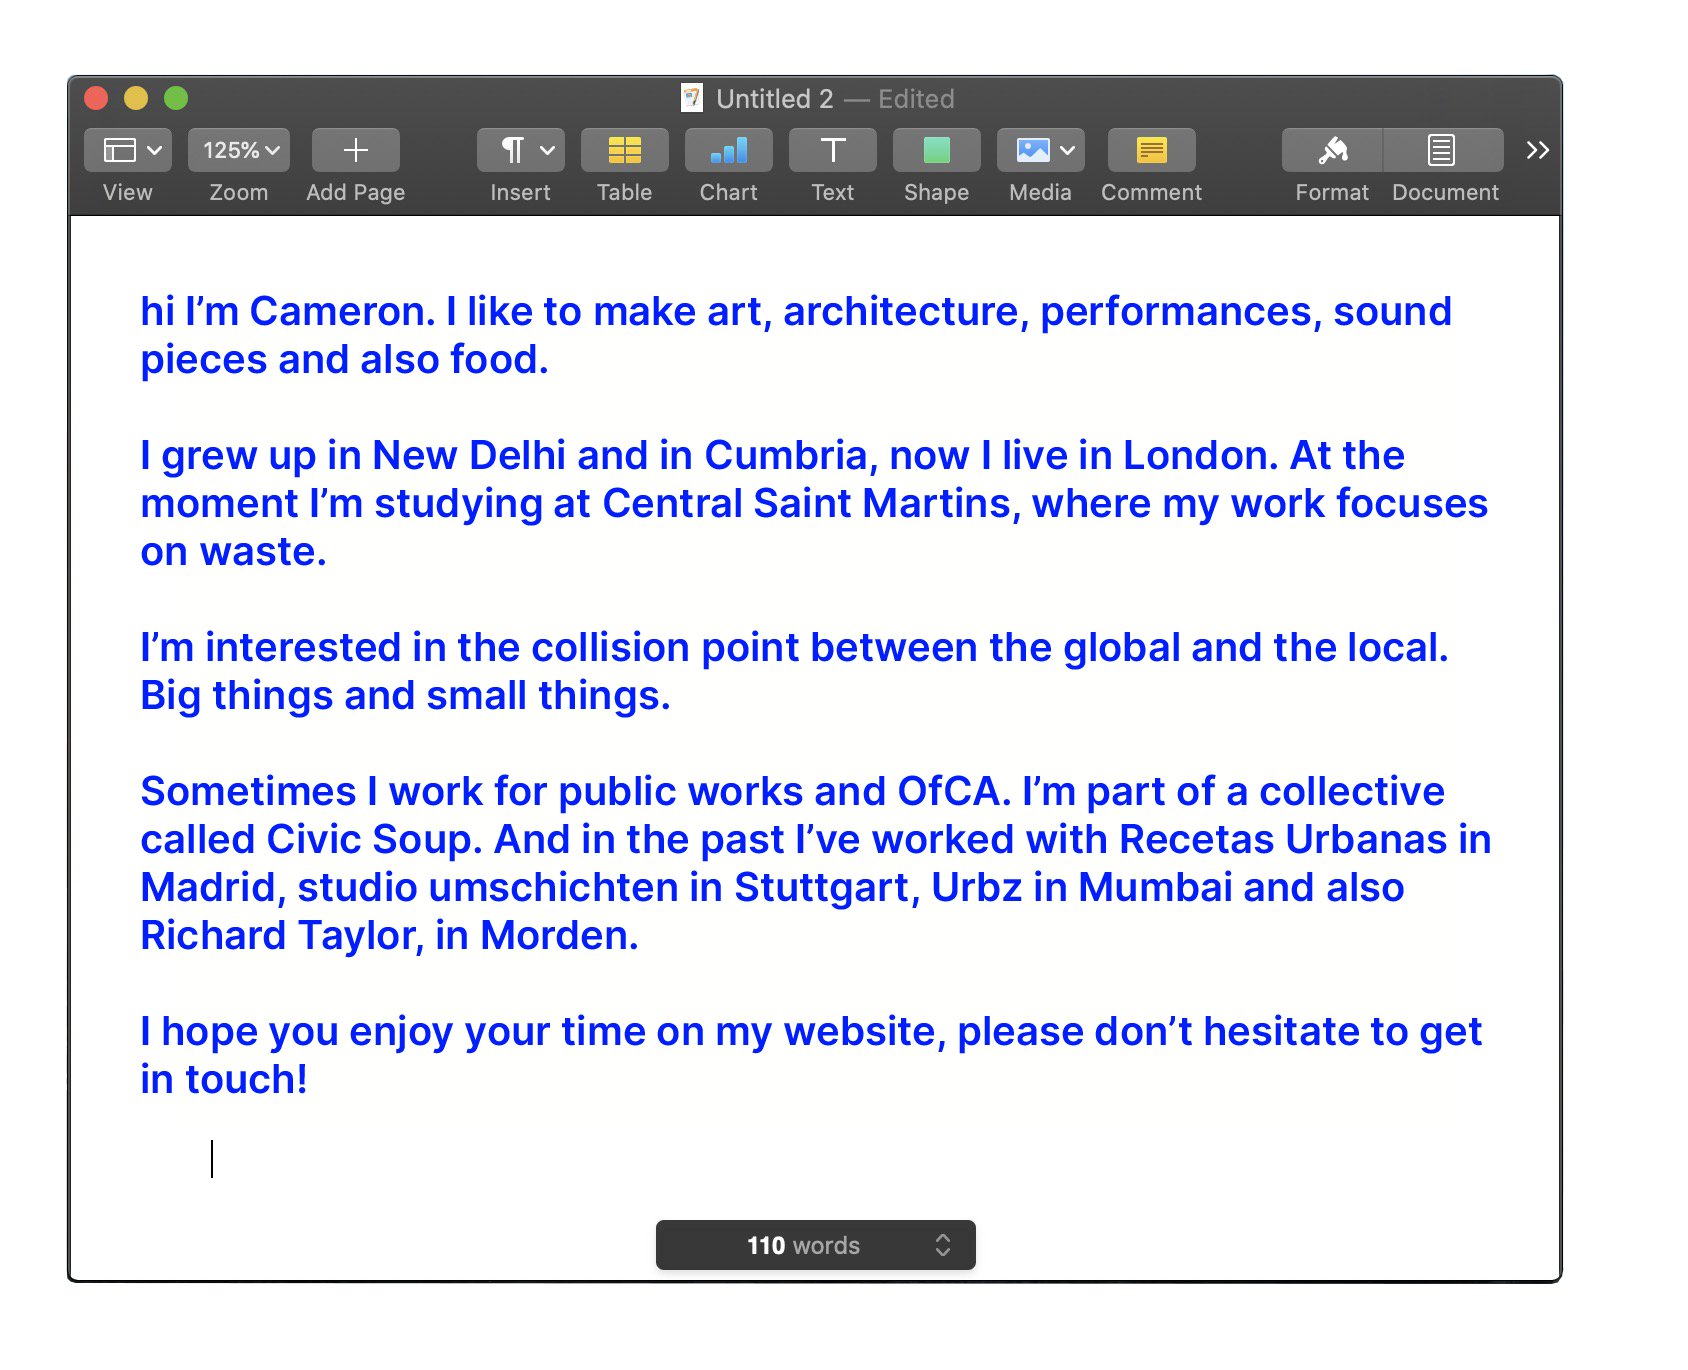 Untitled 2 — Edited
125%
View Zoom Add Page Insert Table Chart Text Shape Media Comment Format Document
hi I’m Cameron. I like to make art, architecture, performances, sound
pieces and also food.
I grew up in New Delhi and in Cumbria, now I live in London. At the
moment I’m studying at Central Saint Martins, where my work focuses
on waste.
I’m interested in the collision point between the global and the local.
Big things and small things.
Sometimes I work for public works and OfCA. I’m part of a collective
called Civic Soup. And in the past I’ve worked with Recetas Urbanas in
Madrid, studio umschichten in Stuttgart, Urbz in Mumbai and also
Richard Taylor, in Morden.
I hope you enjoy your time on my website, please don’t hesitate to get
in touch!
110 words